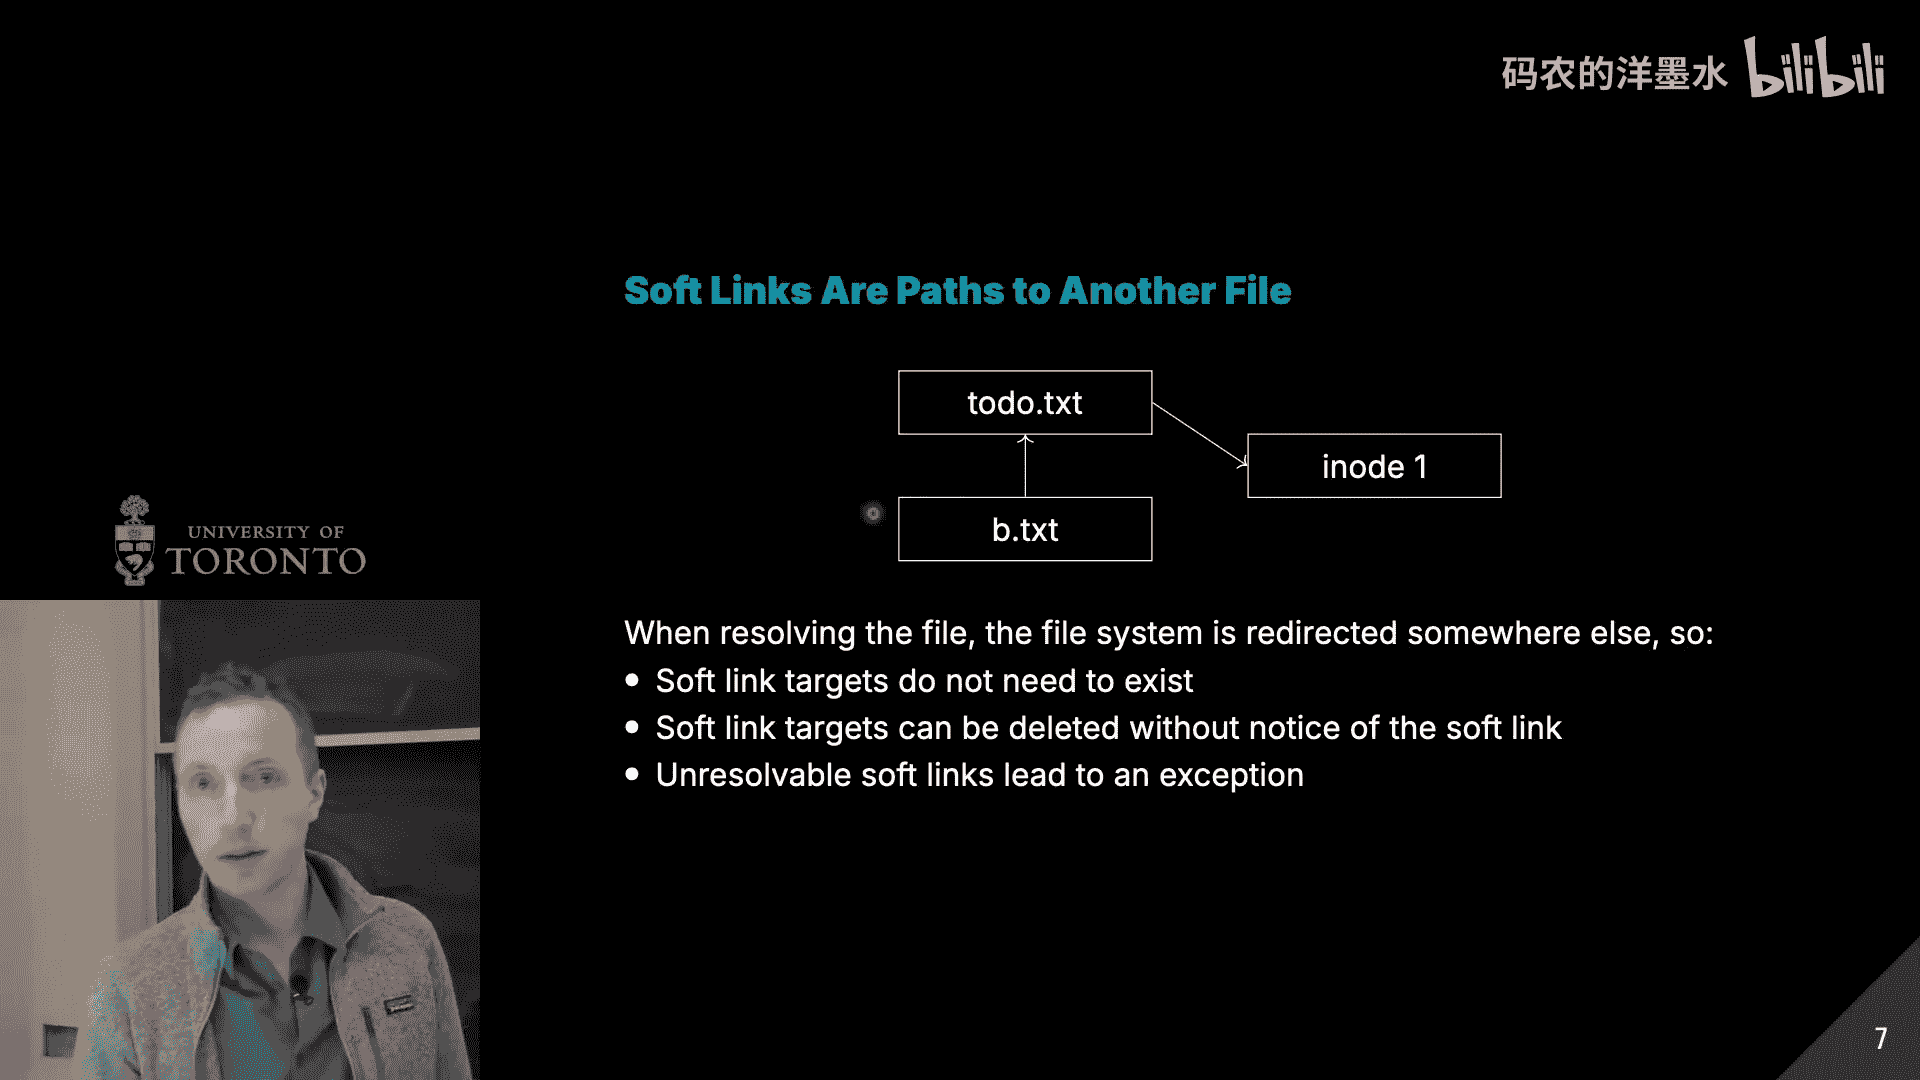 码农的洋墨水 bilibili
Soft Links Are Paths to Another File
todo.txt
inode 1
b.txt
UNIVERSITY OF
TORONTO
When resolving the file, the file system is redirected somewhere else, so:
• Soft link targets do not need to exist
• Soft link targets can be deleted without notice of the soft link
• Unresolvable soft links lead to an exception
7